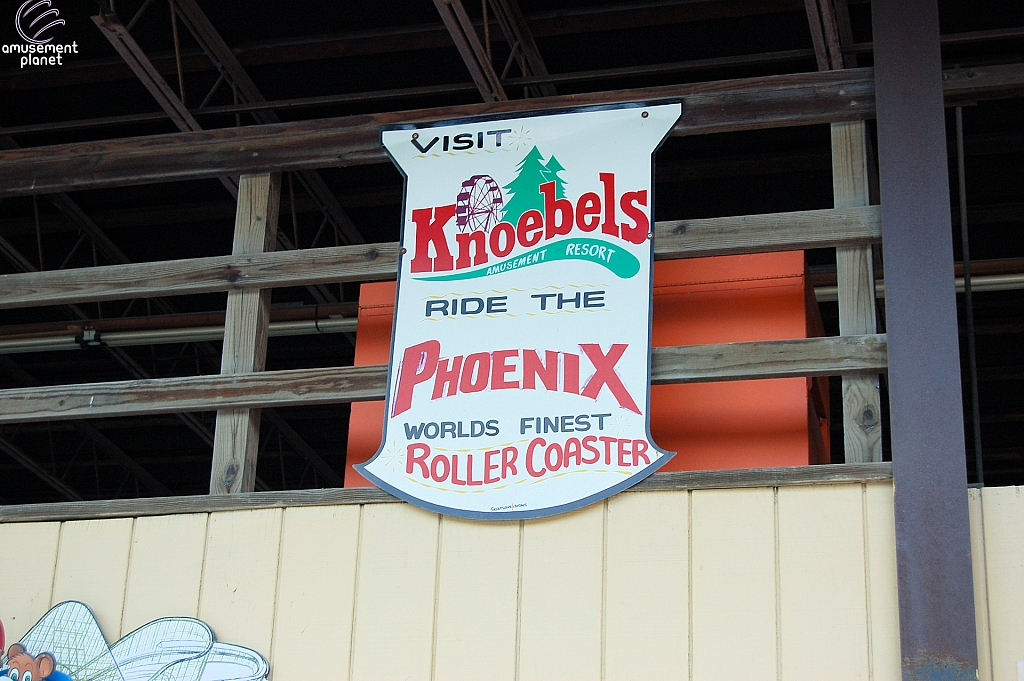 amusement
planet
VISIT
Knoebels
AMUSEMENT RESORT
RIDE THE
PHOENIX
WORLDS FINEST
ROLLER COASTER